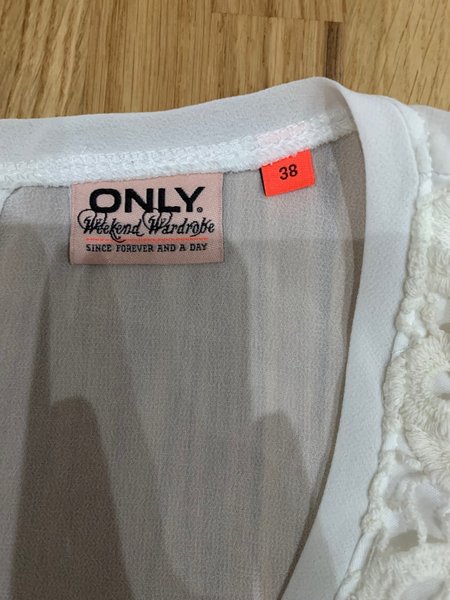 ONLY®
Weekend Wardrobe
SINCE FOREVER AND A DAY
38